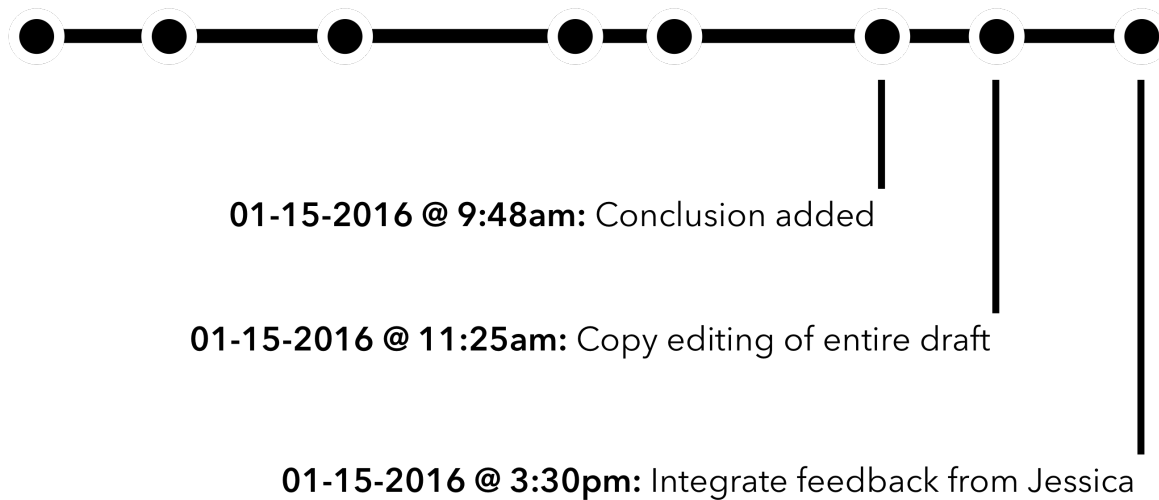 01-15-2016 @ 9:48am: Conclusion added
01-15-2016 @ 11:25am: Copy editing of entire draft
01-15-2016 @ 3:30pm: Integrate feedback from Jessica